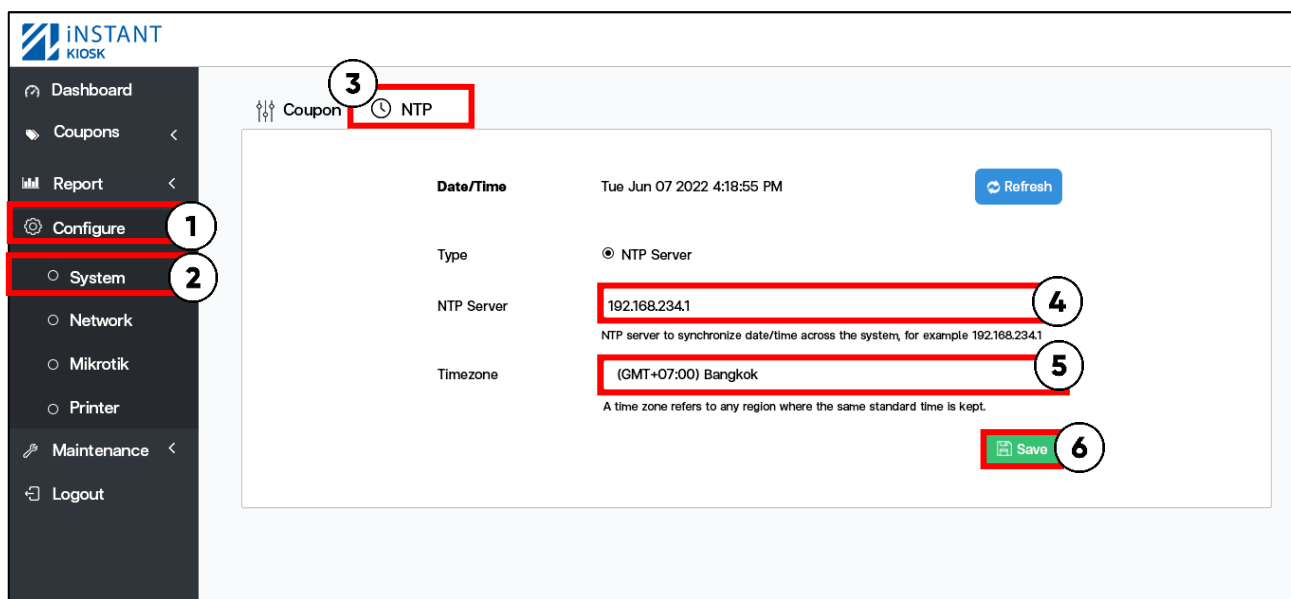 iNSTANT
KIOSK
Dashboard
Coupons
Report
Configure
1
System
2
Network
Mikrotik
Printer
Maintenance
Logout
3
Coupon
NTP
Date/Time Tue Jun 07 2022 4:18:55 PM Refresh
Type NTP Server
NTP Server 192.168.234.1 4
NTP server to synchronize date/time across the system, for example 192.168.234.1
Timezone (GMT+07:00) Bangkok 5
A time zone refers to any region where the same standard time is kept.
Save 6